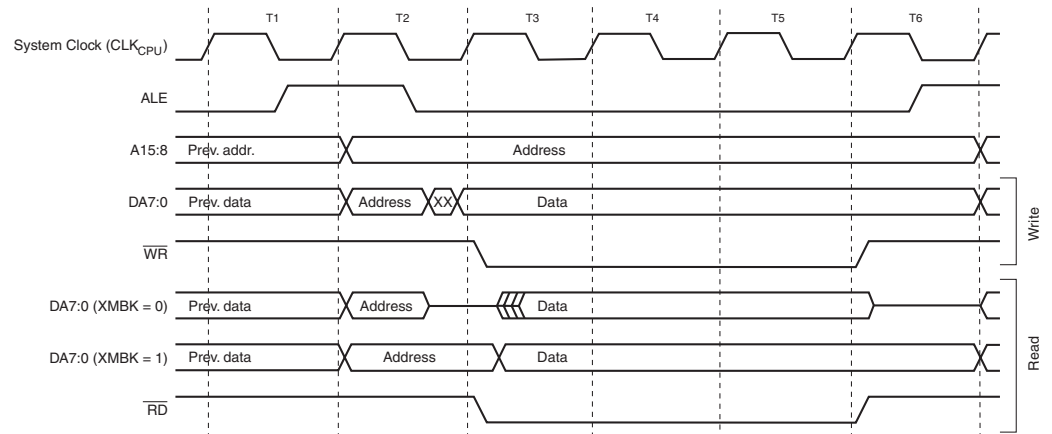 T1 T2 T3 T4 T5 T6
System Clock (CLKCPU)
ALE
A15:8 Prev. addr. Address
DA7:0 Prev. data Address XX Data
WR
Write
DA7:0 (XMBK = 0) Prev. data Address Data
DA7:0 (XMBK = 1) Prev. data Address Data
RD
Read